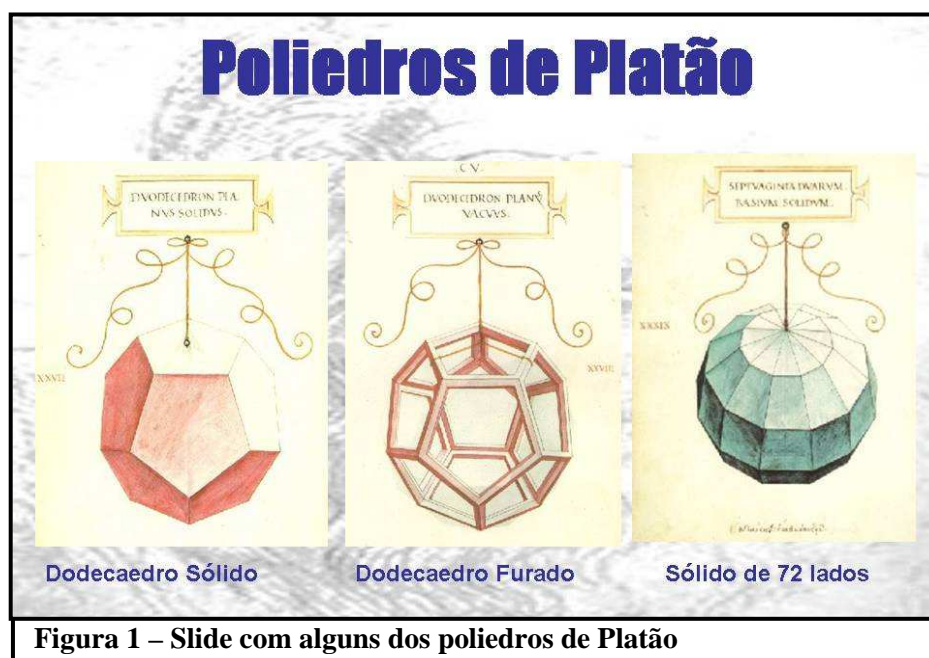 Poliedros de Platão
DVODECEDRON PLA
NVS SOLIDVS.
XXVII
Dodecaedro Sólido
CV.
DVODECEDRON PLANV̄
VACVVS.
XXVIII
Dodecaedro Furado
SEPTVAGINTA DVARVM.
BASIVM. SOLIDVM.
XXXIX
Sólido de 72 lados
Figura 1 – Slide com alguns dos poliedros de Platão